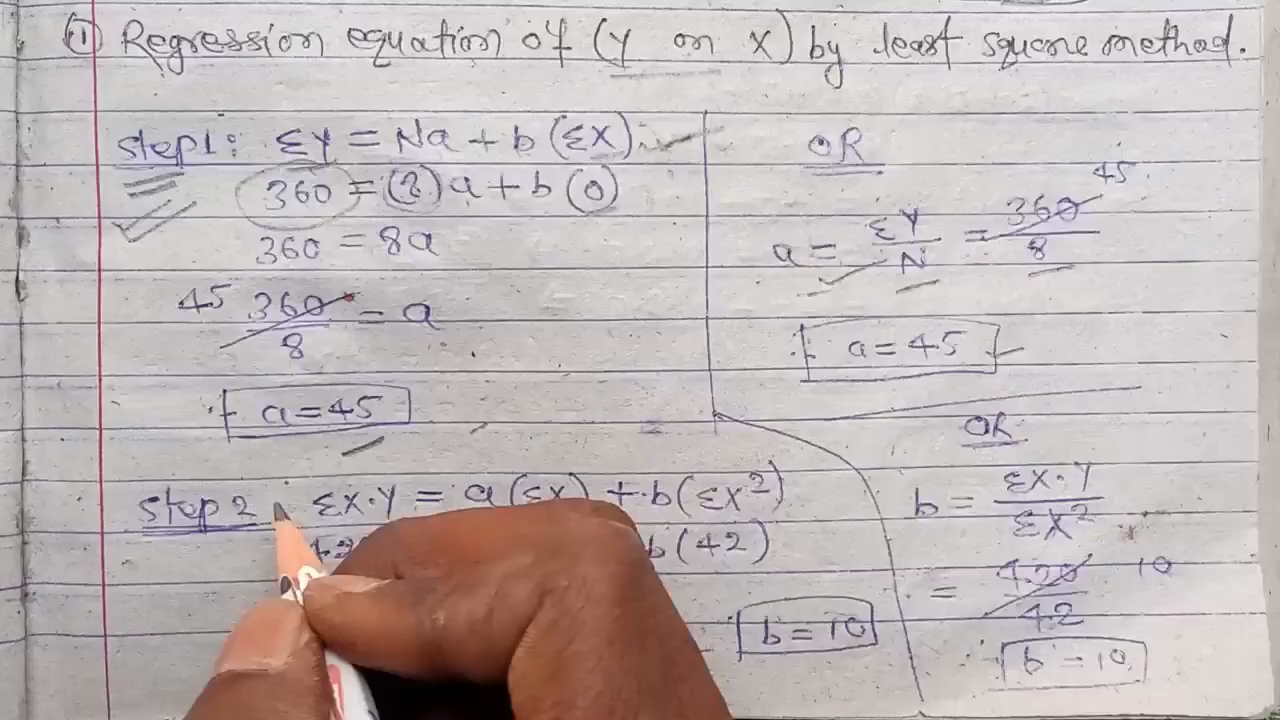 ① Regression equation of (Y on X) by least square method.
Step1: ΣY = Na + b (ΣX)
360 = (8)a + b (0)
360 = 8a
45 360/8 = a
a = 45
OR
a = ΣY/N = 360/8 45
a = 45
Step 2 ΣX·Y = a(ΣX) + b(ΣX²)
42 b (42)
b = 10
OR
b = ΣX·Y/ΣX²
= 420/42 10
b = 10